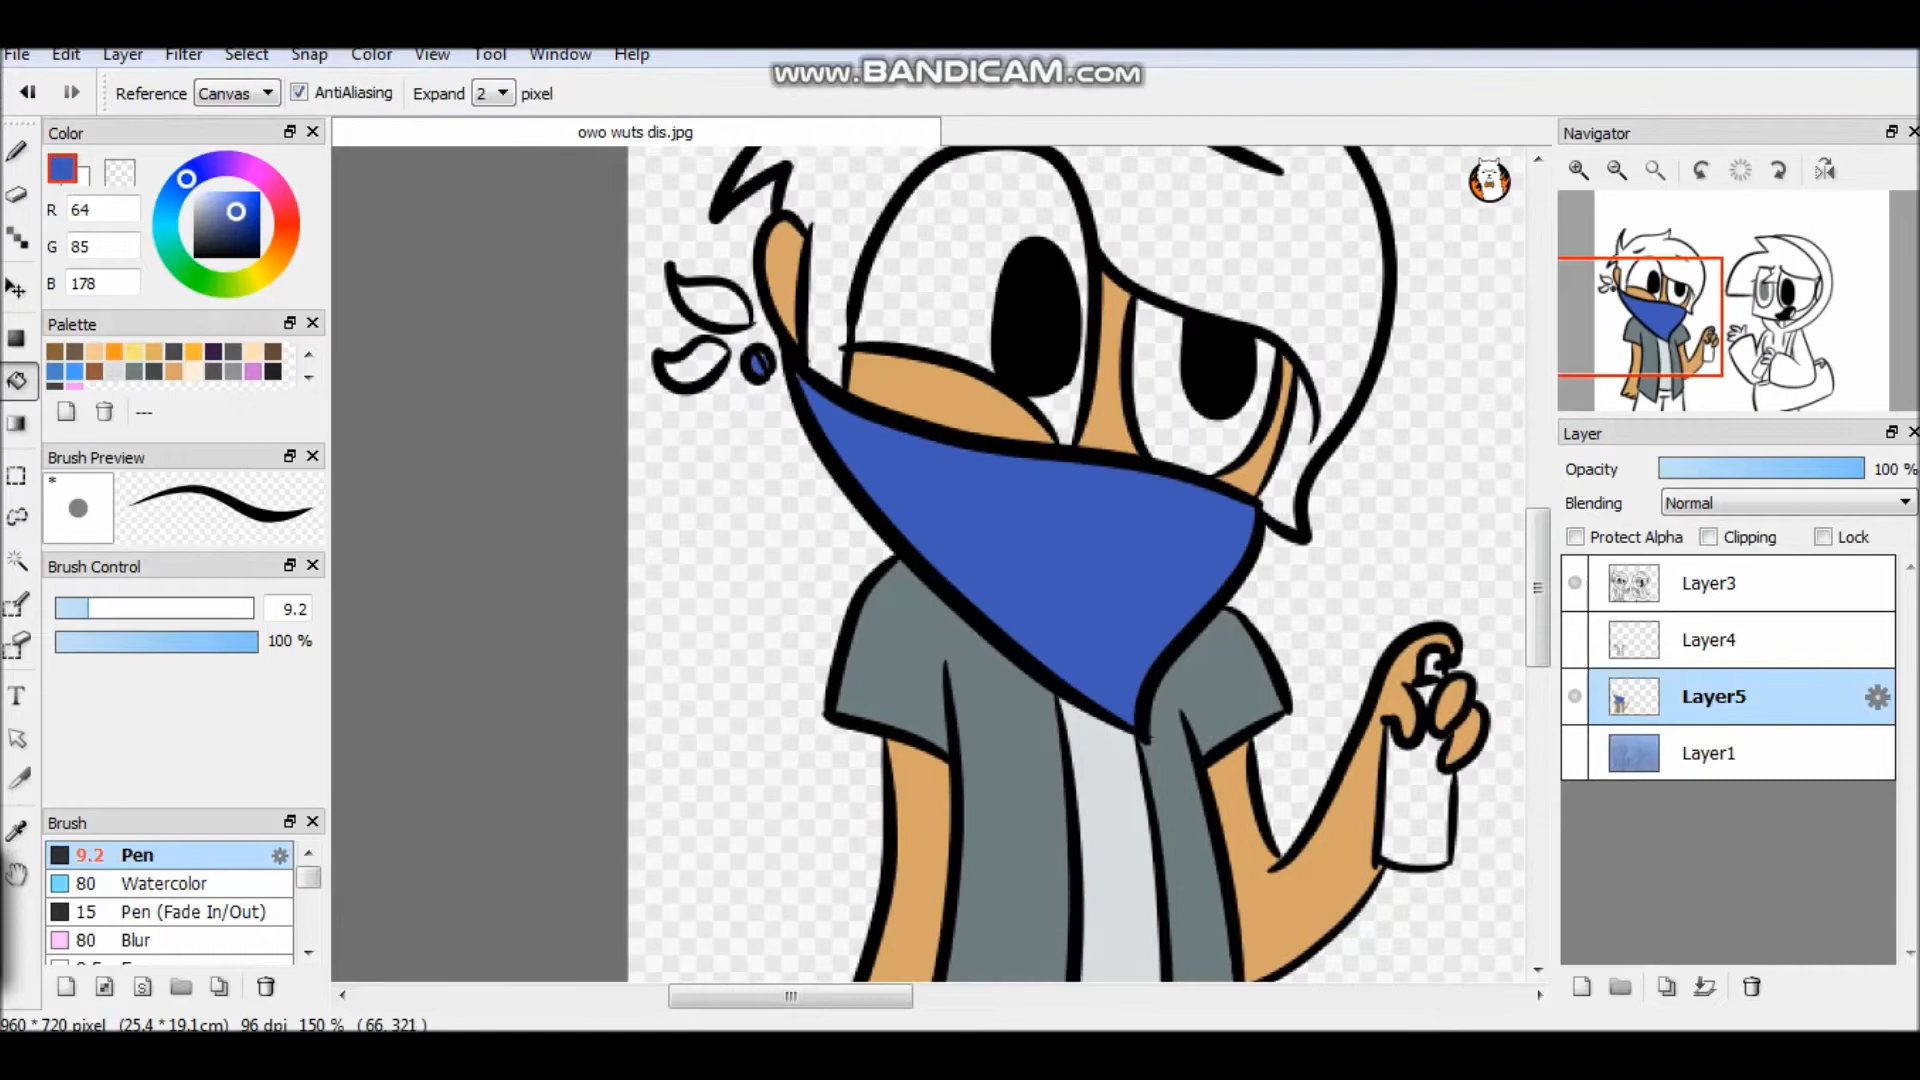 File Edit Layer Filter Select Snap Color View Tool Window Help
www.BANDICAM.com
Reference Canvas AntiAliasing Expand 2 pixel
Color
owo wuts dis.jpg
Navigator
R 64
G 85
B 178
Palette
---
Brush Preview
*
Brush Control
9.2
100 %
Brush
9.2 Pen
80 Watercolor
15 Pen (Fade In/Out)
80 Blur
Layer
Opacity 100 %
Blending Normal
Protect Alpha Clipping Lock
Layer3
Layer4
Layer5
Layer1
960 * 720 pixel (25.4 * 19.1cm) 96 dpi 150 % ( 66, 321 )